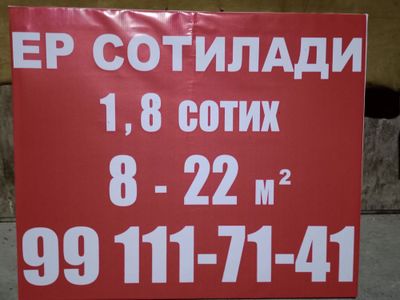 ЕР СОТИЛАДИ
1,8 СОТИХ
8 - 22 м²
99 111-71-41